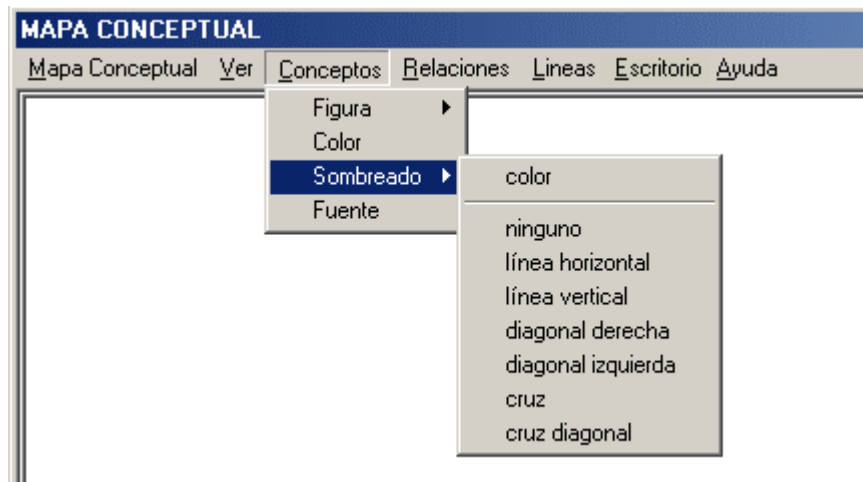 MAPA CONCEPTUAL
Mapa Conceptual Ver Conceptos Relaciones Lineas Escritorio Ayuda
Figura
Color
Sombreado
Fuente
color
ninguno
línea horizontal
línea vertical
diagonal derecha
diagonal izquierda
cruz
cruz diagonal